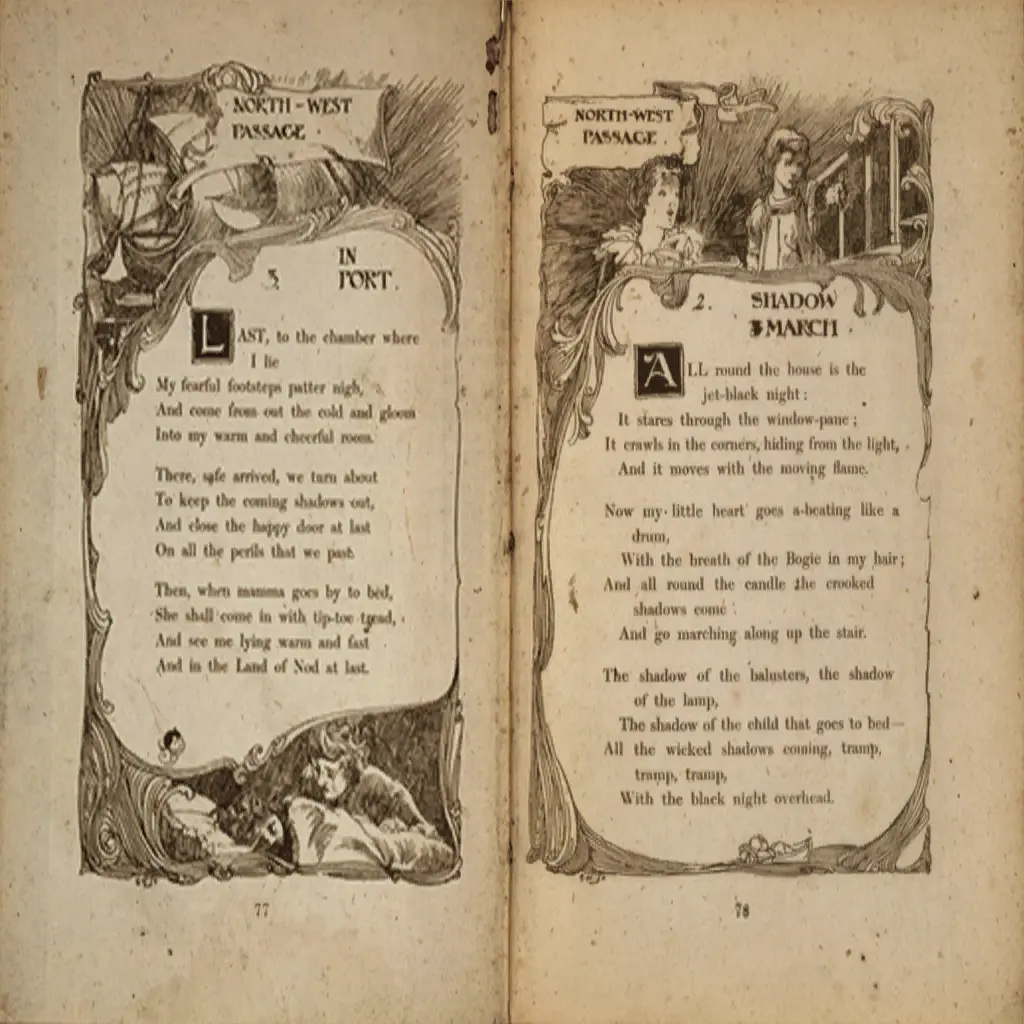 NORTH-WEST
PASSAGE.
3.
IN
PORT.
LAST, to the chamber where
I lie
My fearful footsteps patter nigh,
And come from out the cold and gloom
Into my warm and cheerful room.
There, safe arrived, we turn about
To keep the coming shadows out,
And close the happy door at last
On all the perils that we past.
Then, when mamma goes by to bed,
She shall come in with tip-toe tread,
And see me lying warm and fast
And in the Land of Nod at last.
77
NORTH-WEST
PASSAGE.
2.
SHADOW
MARCH.
ALL round the house is the
jet-black night:
It stares through the window-pane;
It crawls in the corners, hiding from the light,
And it moves with the moving flame.
Now my little heart goes a-beating like a
drum,
With the breath of the Bogie in my hair;
And all round the candle the crooked
shadows come
And go marching along up the stair.
The shadow of the balusters, the shadow
of the lamp,
The shadow of the child that goes to bed—
All the wicked shadows coming, tramp,
tramp, tramp,
With the black night overhead.
78